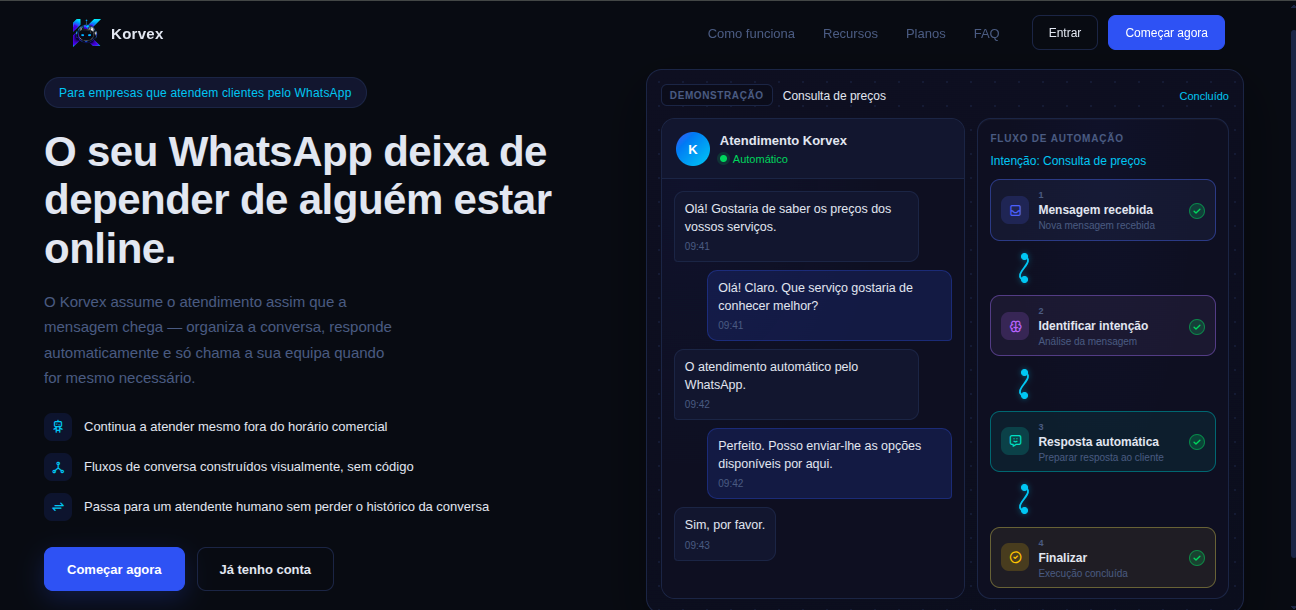 Korvex
Como funciona
Recursos
Planos
FAQ
Entrar
Começar agora
Para empresas que atendem clientes pelo WhatsApp
O seu WhatsApp deixa de
depender de alguém estar
online.
O Korvex assume o atendimento assim que a
mensagem chega — organiza a conversa, responde
automaticamente e só chama a sua equipa quando
for mesmo necessário.
Continua a atender mesmo fora do horário comercial
Fluxos de conversa construídos visualmente, sem código
Passa para um atendente humano sem perder o histórico da conversa
Começar agora
Já tenho conta
DEMONSTRAÇÃO
Consulta de preços
Concluído
K
Atendimento Korvex
Automático
Olá! Gostaria de saber os preços dos
vossos serviços.
09:41
Olá! Claro. Que serviço gostaria de
conhecer melhor?
09:41
O atendimento automático pelo
WhatsApp.
09:42
Perfeito. Posso enviar-lhe as opções
disponíveis por aqui.
09:42
Sim, por favor.
09:43
FLUXO DE AUTOMAÇÃO
Intenção: Consulta de preços
1
Mensagem recebida
Nova mensagem recebida
2
Identificar intenção
Análise da mensagem
3
Resposta automática
Preparar resposta ao cliente
4
Finalizar
Execução concluída